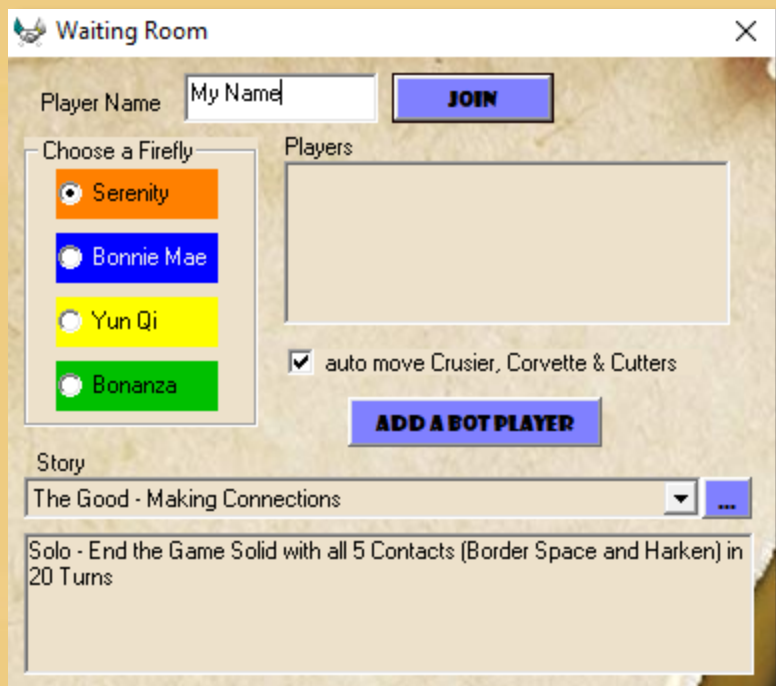 Waiting Room
Player Name
My Name
JOIN
Choose a Firefly
Serenity
Bonnie Mae
Yun Qi
Bonanza
Players
auto move Crusier, Corvette & Cutters
ADD A BOT PLAYER
Story
The Good - Making Connections
...
Solo - End the Game Solid with all 5 Contacts (Border Space and Harken) in
20 Turns